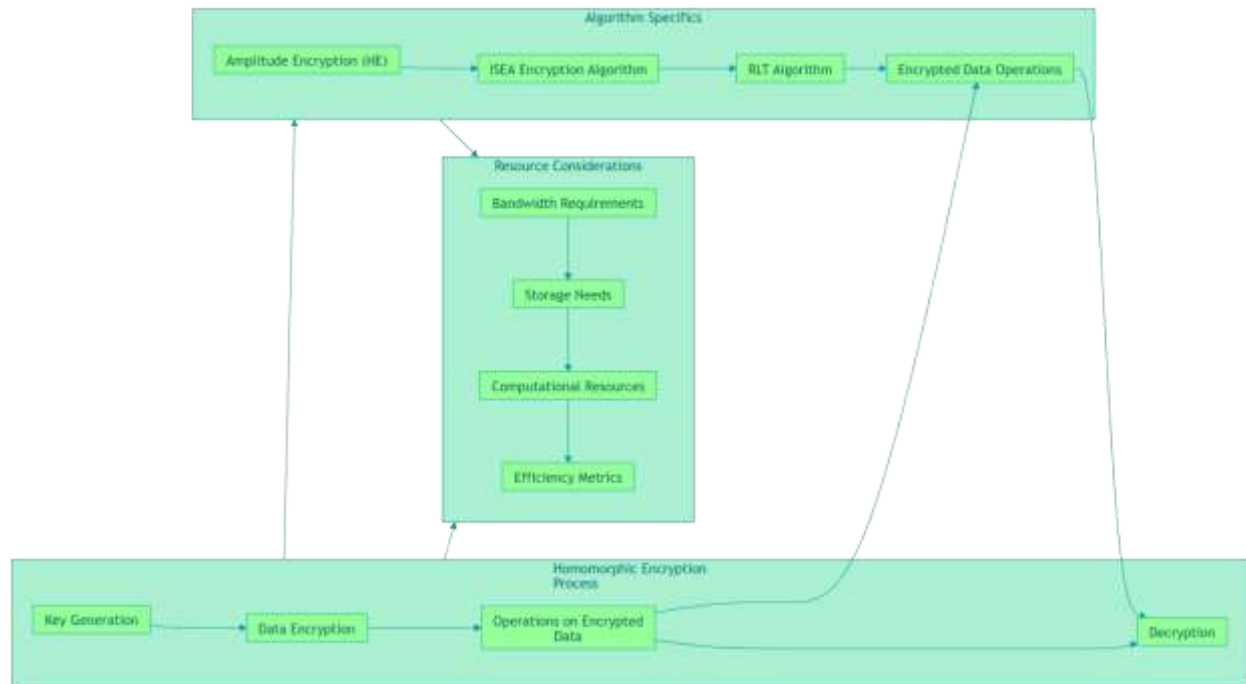 Algorithm Specifics
Amplitude Encryption (HE)
ISEA Encryption Algorithm
RLT Algorithm
Encrypted Data Operations
Resource Considerations
Bandwidth Requirements
Storage Needs
Computational Resources
Efficiency Metrics
Homomorphic Encryption
Process
Key Generation
Data Encryption
Operations on Encrypted
Data
Decryption